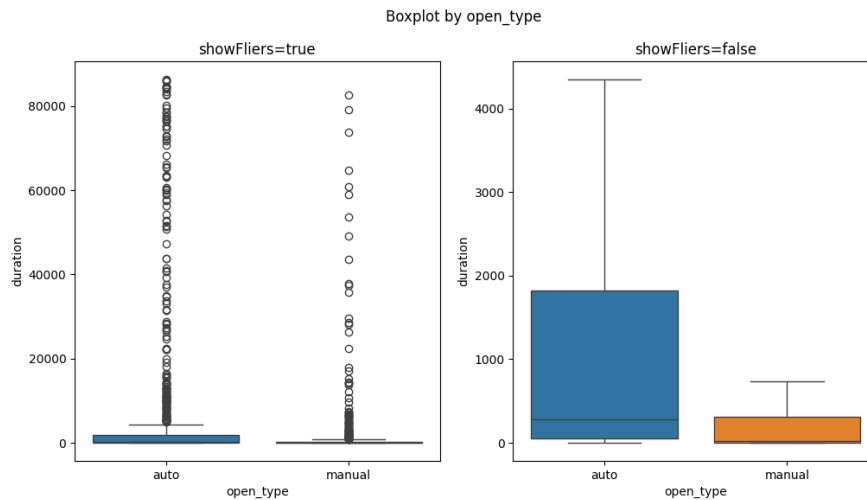 Boxplot by open_type
showFliers=true
80000
60000
40000
20000
0
duration
auto
manual
open_type
showFliers=false
4000
3000
2000
1000
0
duration
auto
manual
open_type